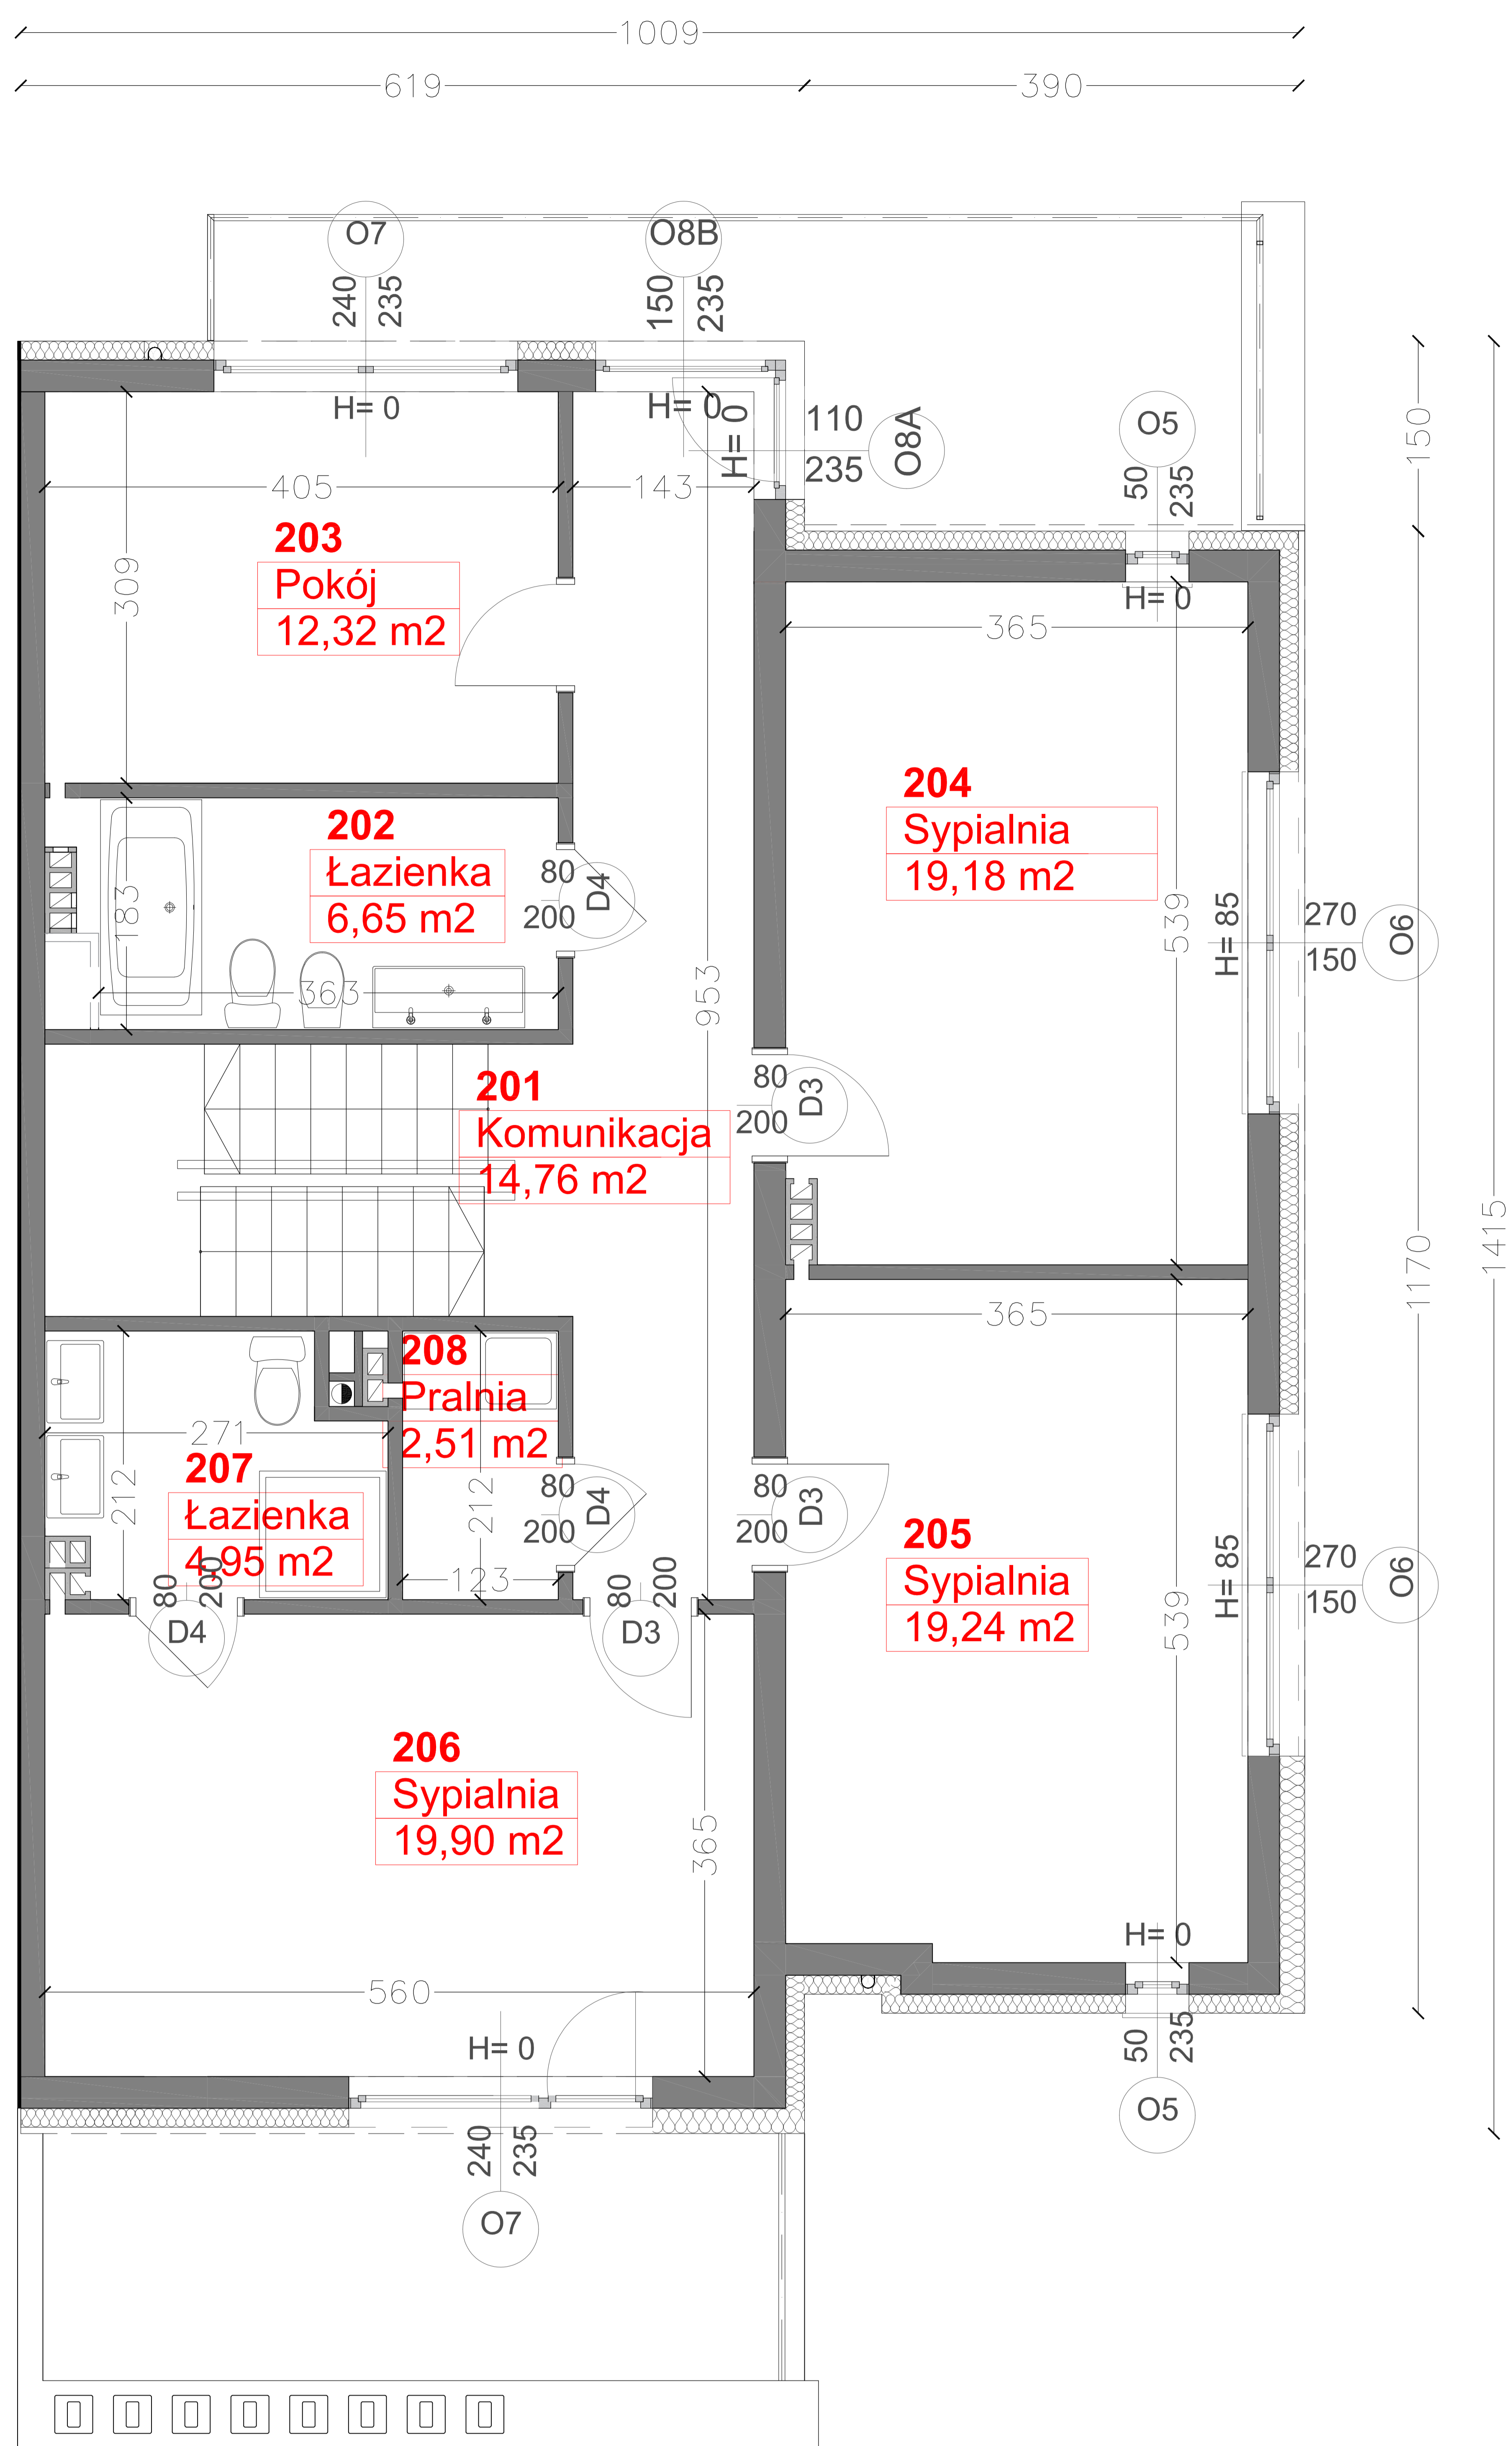 1009
619
390
O7
O8B
240
235
150
235
H= 0
H= 0
H= 0
110
235
O8A
O5
50
235
H= 0
150
405
143
203
Pokój
12,32 m2
309
365
204
Sypialnia
19,18 m2
202
Łazienka
6,65 m2
183
363
80
200
D4
953
539
H= 85
270
150
O6
201
Komunikacja
14,76 m2
80
200
D3
1170
1415
365
208
Pralnia
2,51 m2
271
207
Łazienka
4,95 m2
212
212
123
80
200
D4
80
200
D3
80
200
D4
80
200
D3
205
Sypialnia
19,24 m2
539
H= 85
270
150
O6
206
Sypialnia
19,90 m2
365
560
H= 0
H= 0
50
235
O5
240
235
O7